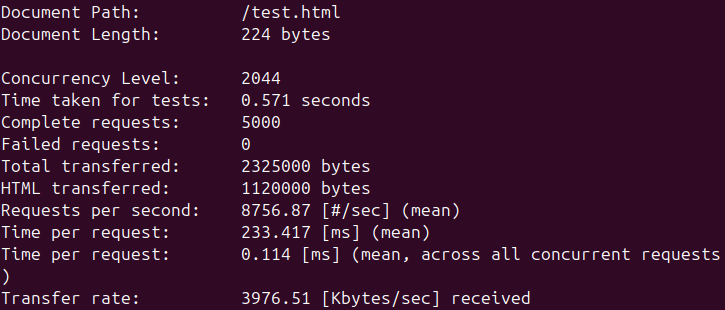 Document Path:          /test.html
Document Length:        224 bytes

Concurrency Level:      2044
Time taken for tests:   0.571 seconds
Complete requests:      5000
Failed requests:        0
Total transferred:      2325000 bytes
HTML transferred:       1120000 bytes
Requests per second:    8756.87 [#/sec] (mean)
Time per request:       233.417 [ms] (mean)
Time per request:       0.114 [ms] (mean, across all concurrent requests
)
Transfer rate:          3976.51 [Kbytes/sec] received